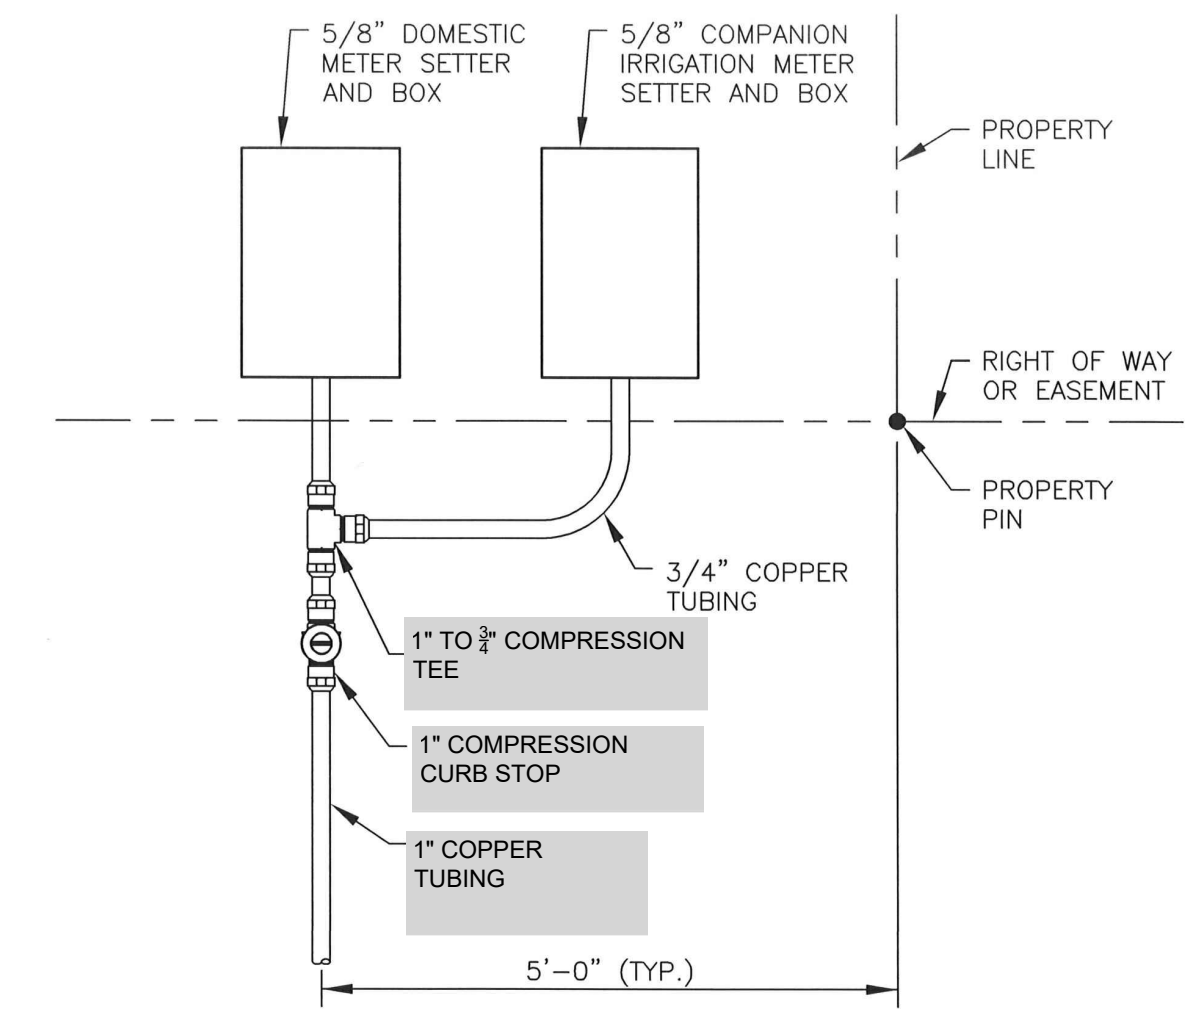 5/8” DOMESTIC
METER SETTER
AND BOX
5/8” COMPANION
IRRIGATION METER
SETTER AND BOX
PROPERTY
LINE
RIGHT OF WAY
OR EASEMENT
PROPERTY
PIN
3/4” COPPER
TUBING
1" TO ¾" COMPRESSION
TEE
1" COMPRESSION
CURB STOP
1" COPPER
TUBING
5’–0” (TYP.)